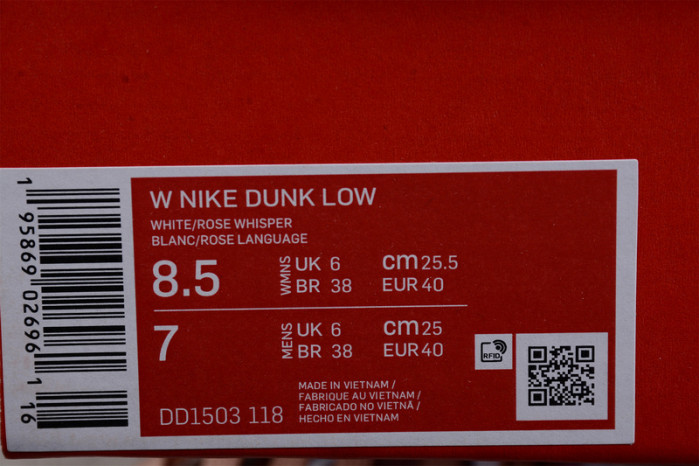 W NIKE DUNK LOW
WHITE/ROSE WHISPER
BLANC/ROSE LANGUAGE
8.5 WMNS UK 6 cm 25.5
BR 38 EUR 40
7 MENS UK 6 cm 25
BR 38 EUR 40
RFID
DD1503 118
MADE IN VIETNAM /
FABRIQUE AU VIETNAM /
FABRICADO NO VIETNÃ /
HECHO EN VIETNAM
1 95869 02696 1 16